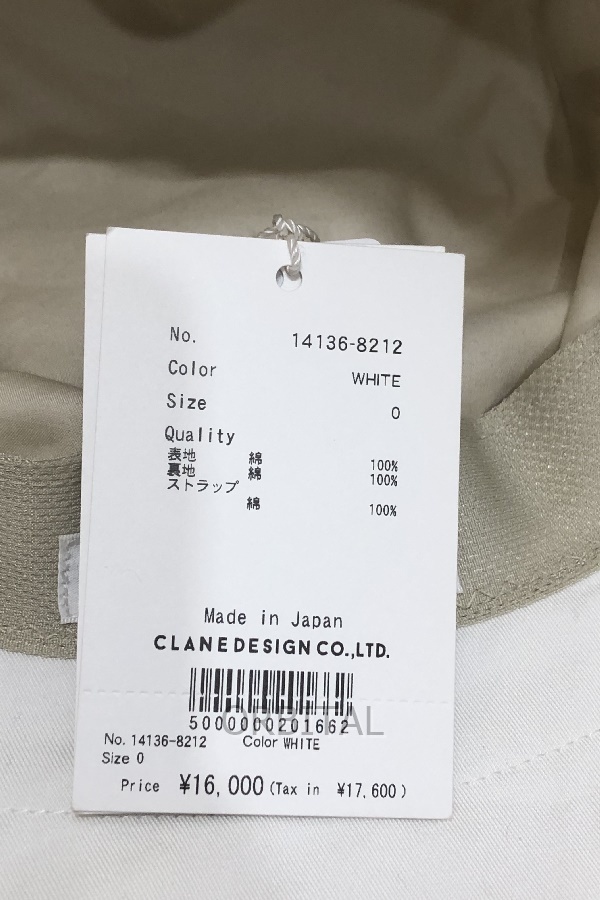 No. 14136-8212
Color WHITE
Size 0
Quality
表地 綿 100%
裏地 綿 100%
ストラップ
綿 100%
Made in Japan
CLANE DESIGN CO.,LTD.
5000000201662
ORBITAL
No. 14136-8212 Color WHITE
Size 0
Price ¥16,000 (Tax in ¥17,600)